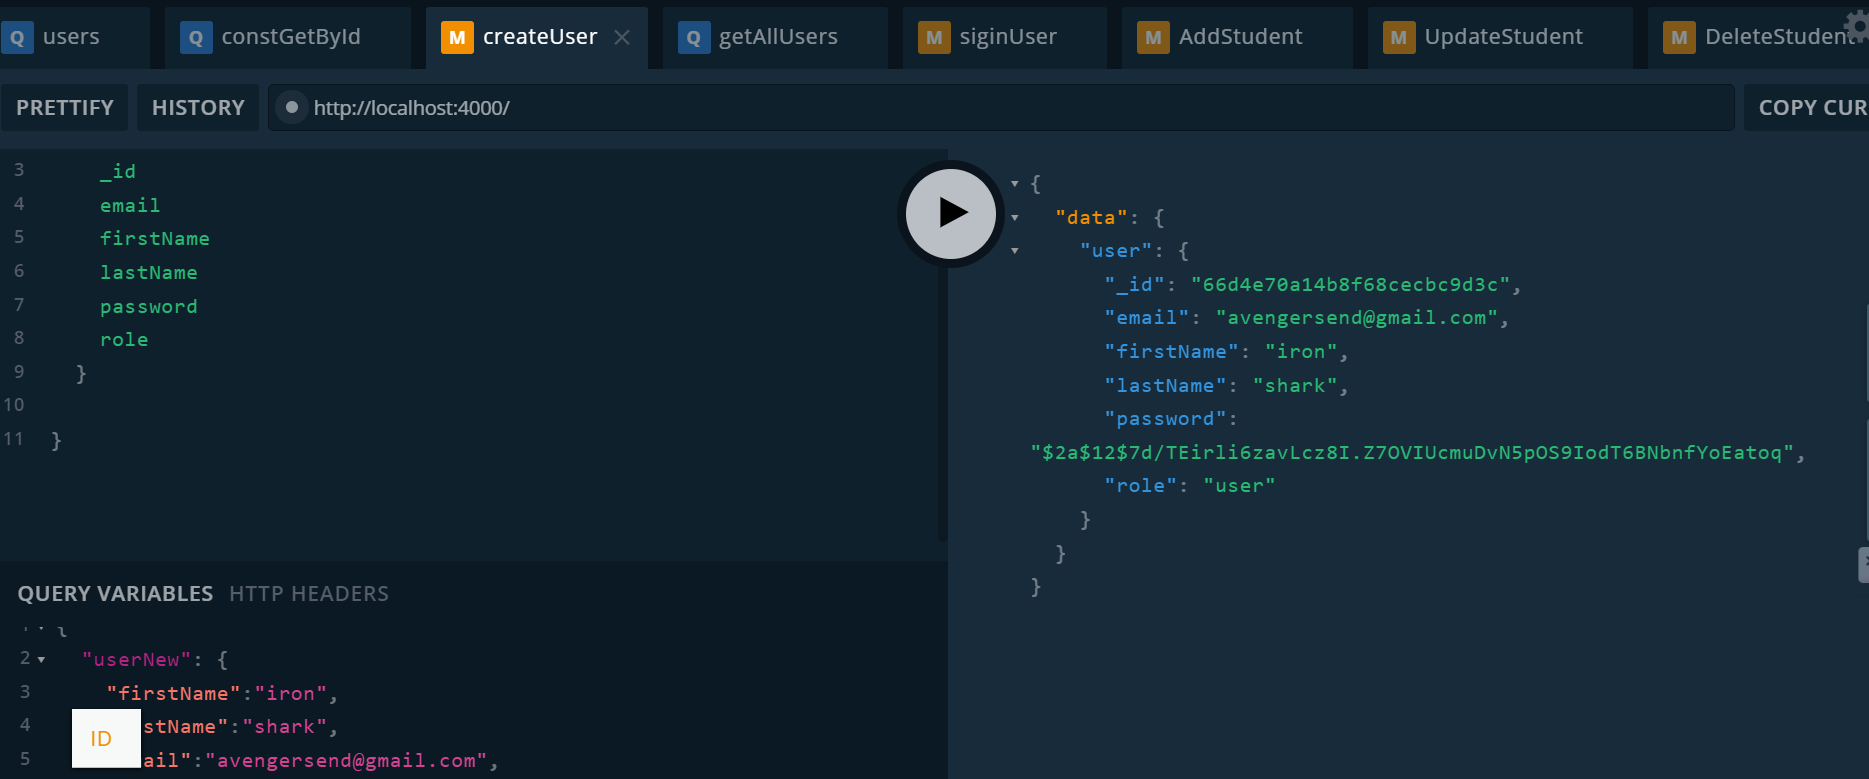 Q users Q constGetById M createUser × Q getAllUsers M siginUser M AddStudent M UpdateStudent M DeleteStudent
PRETTIFY HISTORY http://localhost:4000/ COPY CUR
3 _id
4 email
5 firstName
6 lastName
7 password
8 role
9 }
10
11 }
QUERY VARIABLES HTTP HEADERS
{
2 "userNew": {
3 "firstName":"iron",
4 stName":"shark",
ID
5 ail":"avengersend@gmail.com",
{
"data": {
"user": {
"_id": "66d4e70a14b8f68cecbc9d3c",
"email": "avengersend@gmail.com",
"firstName": "iron",
"lastName": "shark",
"password":
"$2a$12$7d/TEirli6zavLcz8I.Z7OVIUcmuDvN5pOS9IodT6BNbnfYoEatoq",
"role": "user"
}
}
}